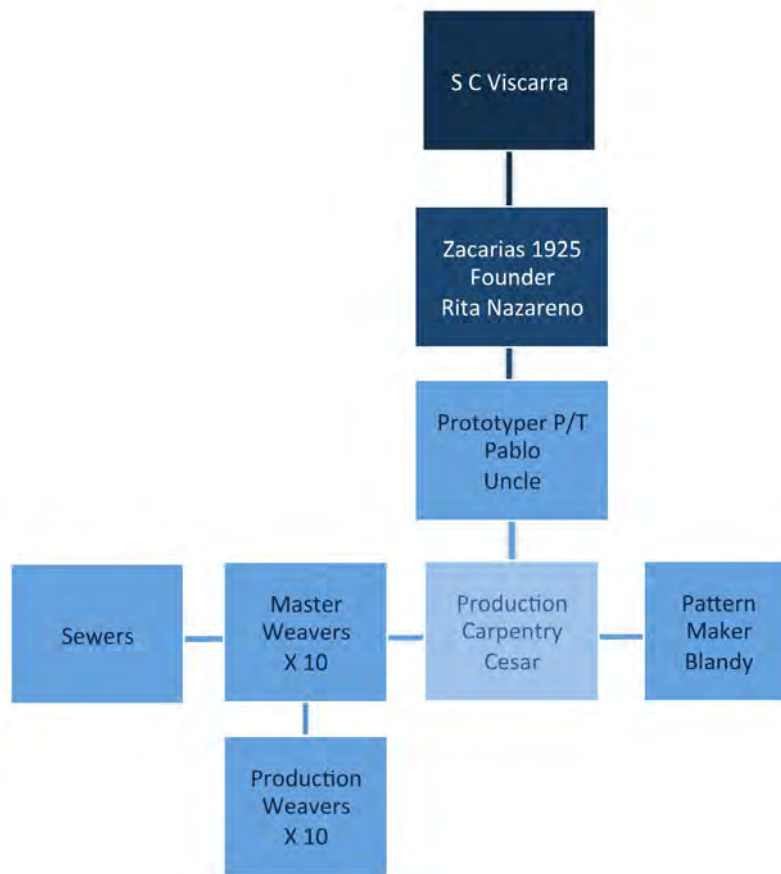 S C Viscarra
Zacarias 1925
Founder
Rita Nazareno
Prototyper P/T
Pablo
Uncle
Sewers
Master
Weavers
X 10
Production
Carpentry
Cesar
Pattern
Maker
Blandy
Production
Weavers
X 10